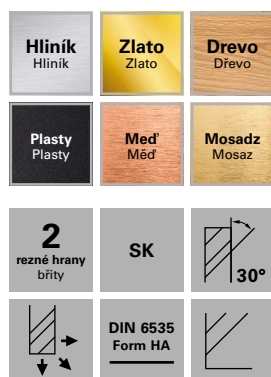 Hliník
Hliník
Zlato
Zlato
Drevo
Dřevo
Plasty
Plasty
Meď
Měď
Mosadz
Mosaz
2
rezné hrany
břity
SK
30°
DIN 6535
Form HA